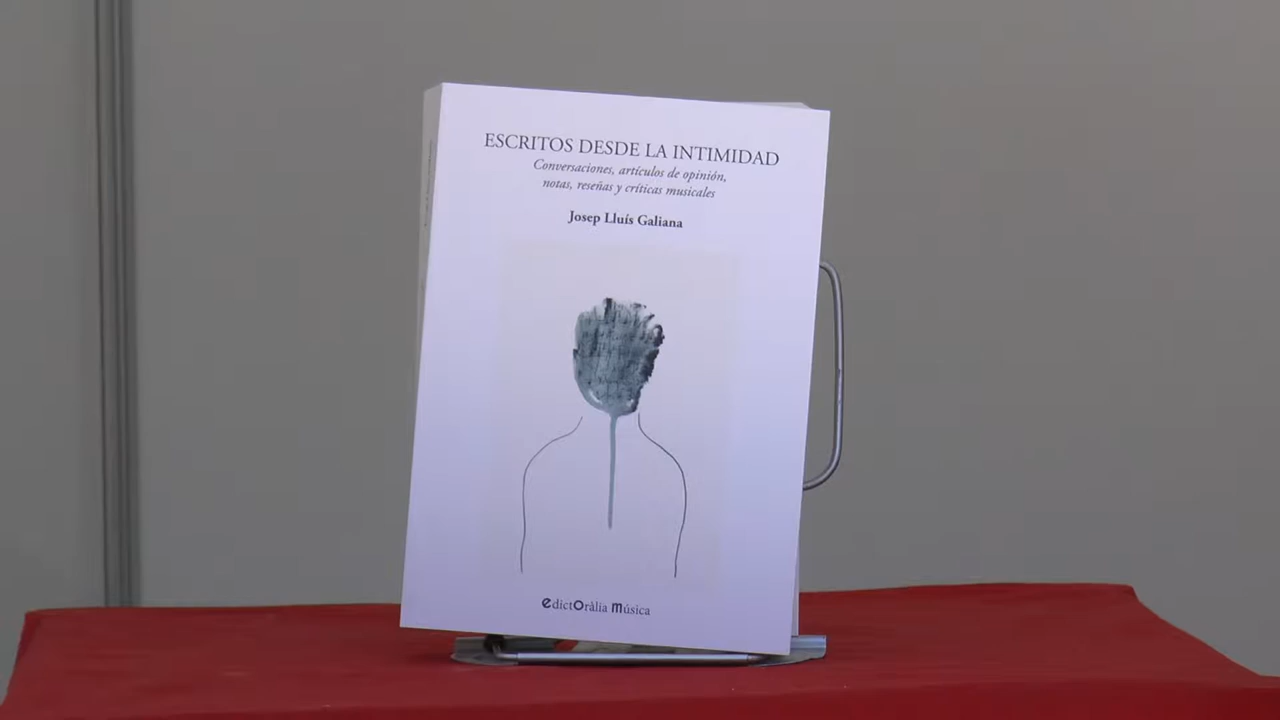 ESCRITOS DESDE LA INTIMIDAD
Conversaciones, artículos de opinión,
notas, reseñas y críticas musicales
Josep Lluís Galiana
edictOràlia Música